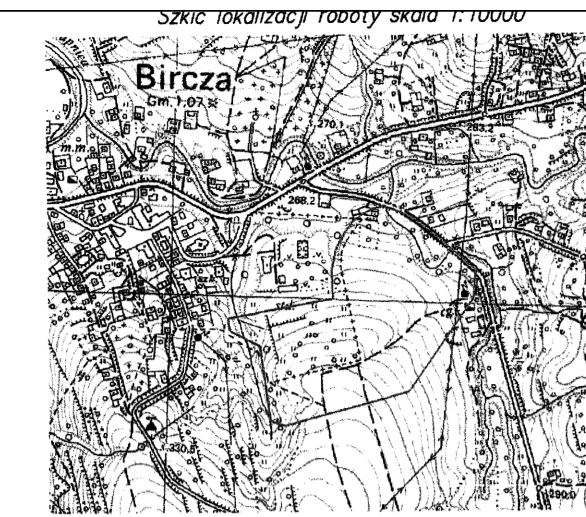 Szkic lokalizacji roboty skala 1:10000
Bircza
Gm. 1,07
270,1
283,2
m.m.
268,2
330,5
290,0